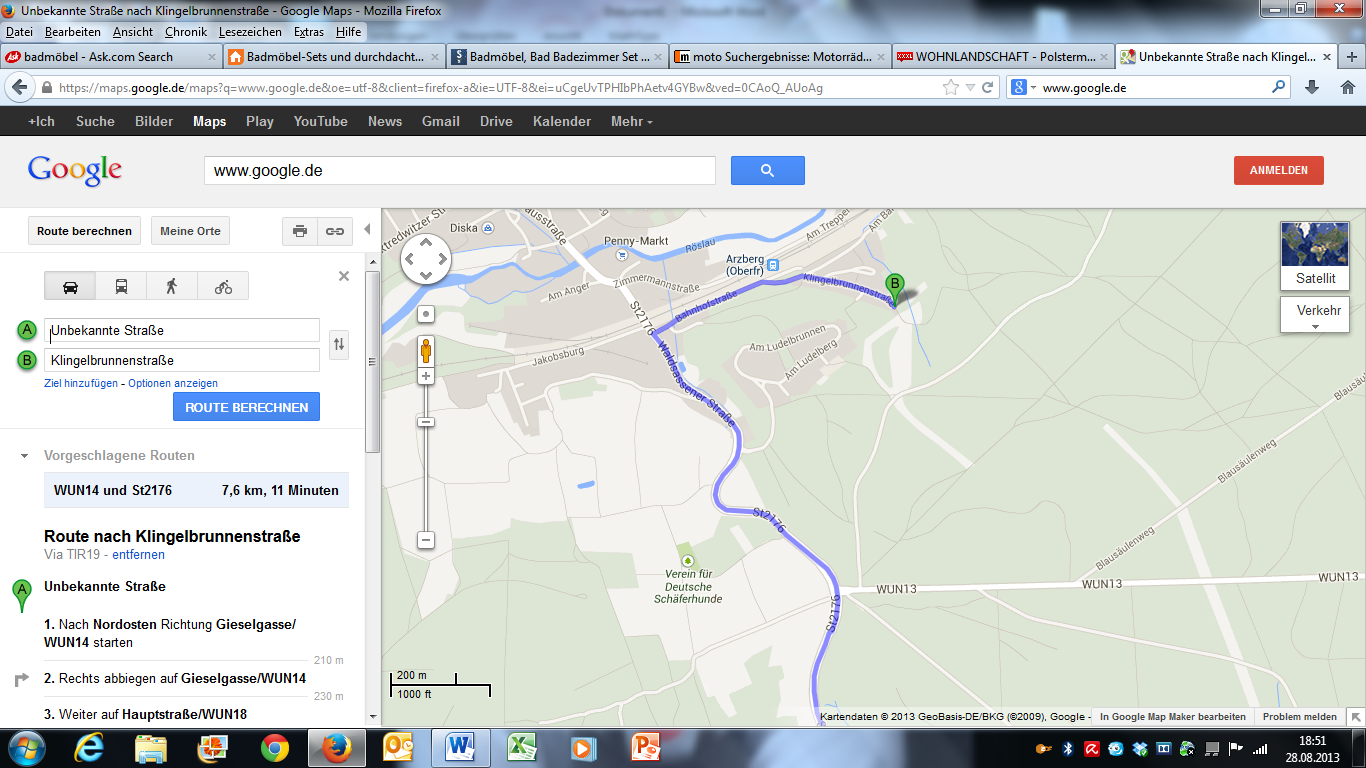 Unbekannte Straße nach Klingelbrunnenstraße - Google Maps - Mozilla Firefox
Datei Bearbeiten Ansicht Chronik Lesezeichen Extras Hilfe
badmöbel - Ask.com Search
Badmöbel-Sets und durchdacht...
Badmöbel, Bad Badezimmer Set ...
moto Suchergebnisse: Motorräd...
WOHNLANDSCHAFT - Polsterm...
Unbekannte Straße nach Klingel...
https://maps.google.de/maps?q=www.google.de&oe=utf-8&client=firefox-a&ie=UTF-8&ei=uCgeUvTPHIbPhAetv4GYBw&ved=0CAoQ_AUoAg
www.google.de
+Ich Suche Bilder Maps Play YouTube News Gmail Drive Kalender Mehr
Google
www.google.de
ANMELDEN
Route berechnen
Meine Orte
A Unbekannte Straße
B Klingelbrunnenstraße
Ziel hinzufügen - Optionen anzeigen
ROUTE BERECHNEN
Vorgeschlagene Routen
WUN14 und St2176 7,6 km, 11 Minuten
Route nach Klingelbrunnenstraße
Via TIR19 - entfernen
A Unbekannte Straße
1. Nach Nordosten Richtung Gieselgasse/
WUN14 starten
210 m
2. Rechts abbiegen auf Gieselgasse/WUN14
230 m
3. Weiter auf Hauptstraße/WUN18
Diska
Penny-Markt
Röslau
Am Treppe
Arzberg
(Oberfr)
Zimmermannstraße
Am Anger
St2176
Bahnhofstraße
Klingelbrunnenstraße
B
Jakobsburg
Am Ludelbrunnen
Am Ludelberg
Waldsassener Straße
St2176
Verein für
Deutsche
Schäferhunde
St2176
WUN13
WUN13
WUN13
Blausäulenweg
Blausäulenweg
Satellit
Verkehr
200 m
1000 ft
Kartendaten © 2013 GeoBasis-DE/BKG (©2009), Google -
In Google Map Maker bearbeiten
Problem melden
18:51
28.08.2013